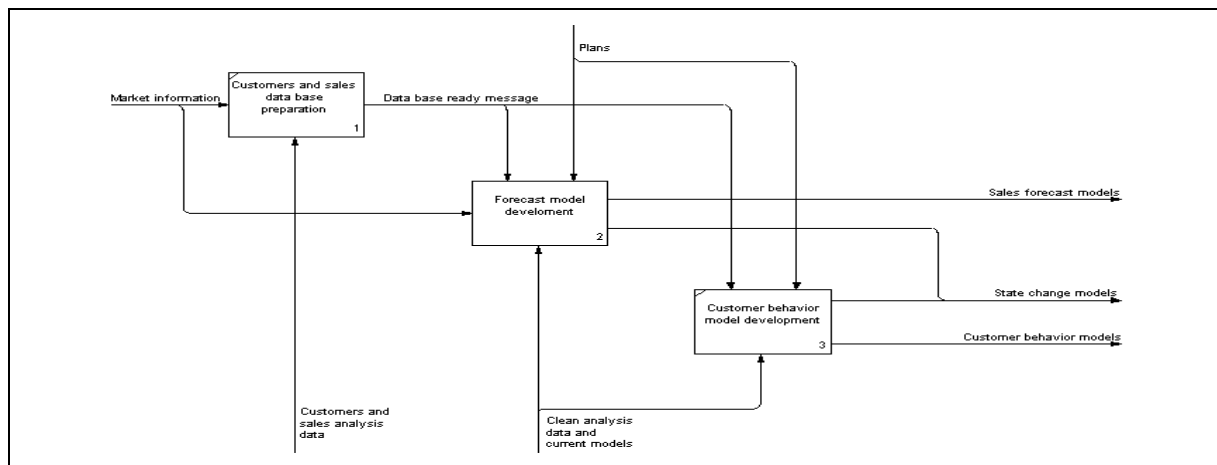 Plans
Customers and sales
data base
preparation
1
Market information
Data base ready message
Forecast model
develoment
2
Sales forecast models
State change models
Customer behavior
model development
3
Customer behavior models
Customers and
sales analysis
data
Clean analysis
data and
current models